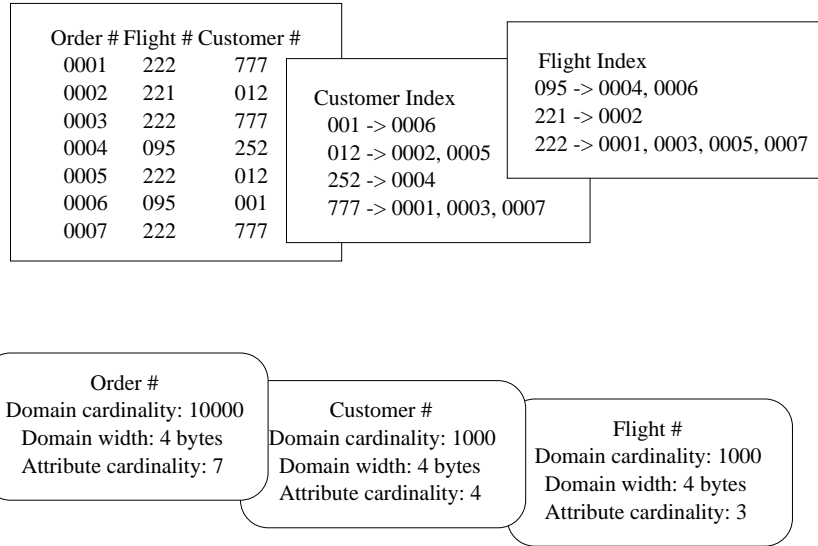 Order # Flight # Customer #
0001 222 777
0002 221 012
0003 222 777
0004 095 252
0005 222 012
0006 095 001
0007 222 777
Customer Index
001 -> 0006
012 -> 0002, 0005
252 -> 0004
777 -> 0001, 0003, 0007
Flight Index
095 -> 0004, 0006
221 -> 0002
222 -> 0001, 0003, 0005, 0007
Order #
Domain cardinality: 10000
Domain width: 4 bytes
Attribute cardinality: 7
Customer #
Domain cardinality: 1000
Domain width: 4 bytes
Attribute cardinality: 4
Flight #
Domain cardinality: 1000
Domain width: 4 bytes
Attribute cardinality: 3